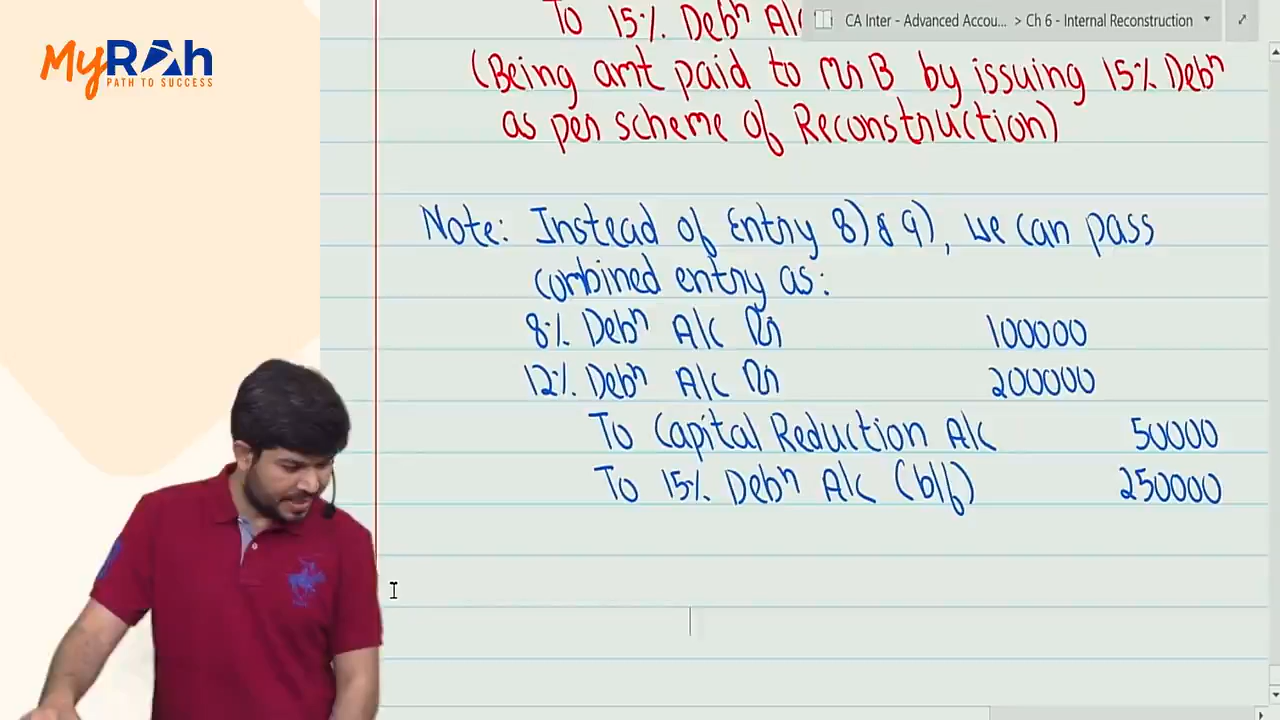 To 15% Debⁿ A/c
CA Inter - Advanced Accou... > Ch 6 - Internal Reconstruction
MyRAh
PATH TO SUCCESS
(Being amt paid to Mr B by issuing 15% Debⁿ
as per scheme of Reconstruction)
Note: Instead of Entry 8) & 9), we can pass
combined entry as:
8% Debⁿ A/c Dr 100000
12% Debⁿ A/c Dr 200000
To Capital Reduction A/c 50000
To 15% Debⁿ A/c (b/f) 250000